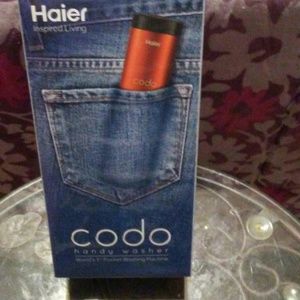 Haier
Inspired Living
Haier
codo
codo
handy washer
World's 1st Pocket Washing Machine